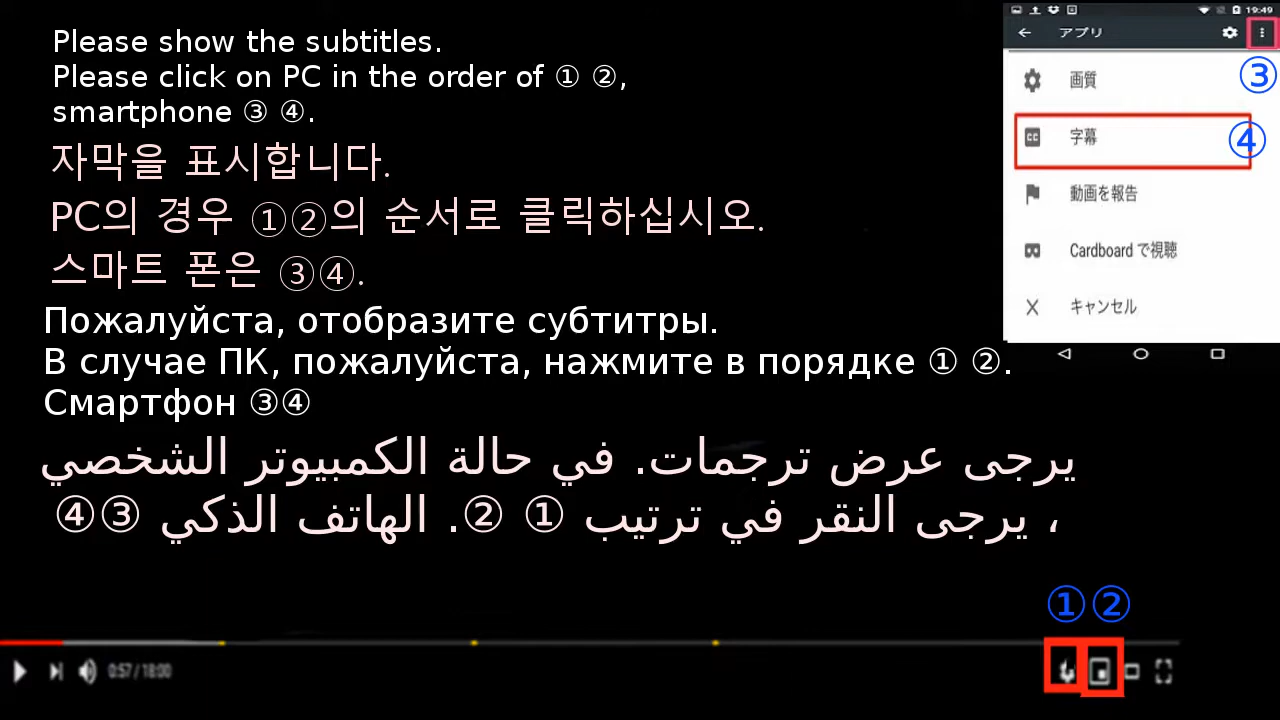 Please show the subtitles.
Please click on PC in the order of ① ②,
smartphone ③ ④.
자막을 표시합니다.
PC의 경우 ①②의 순서로 클릭하십시오.
스마트 폰은 ③④.
Пожалуйста, отобразите субтитры.
В случае ПК, пожалуйста, нажмите в порядке ① ②.
Смартфон ③④
يرجى عرض ترجمات. في حالة الكمبيوتر الشخصي
، يرجى النقر في ترتيب ① ②. الهاتف الذكي ③④
19:49
アプリ
③
画質
字幕
④
動画を報告
Cardboard で視聴
キャンセル
①②
0:57 / 18:00